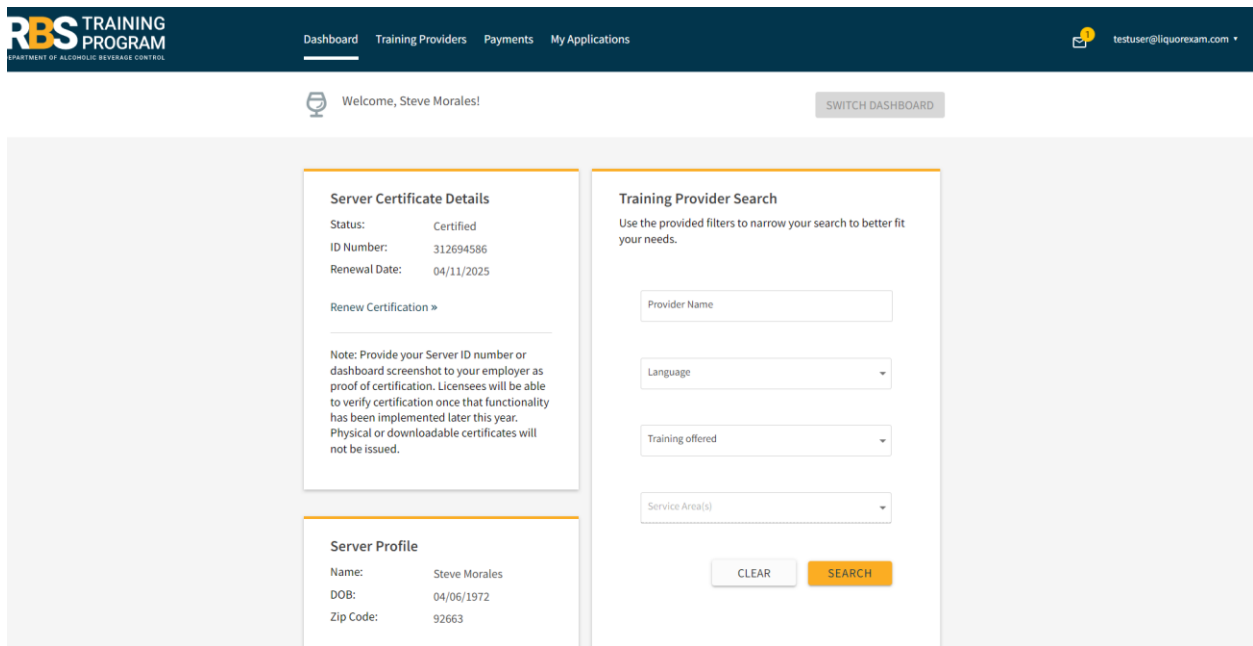 RBS TRAINING PROGRAM
DEPARTMENT OF ALCOHOLIC BEVERAGE CONTROL
Dashboard Training Providers Payments My Applications
1
testuser@liquorexam.com
Welcome, Steve Morales!
SWITCH DASHBOARD
Server Certificate Details
Status: Certified
ID Number: 312694586
Renewal Date: 04/11/2025
Renew Certification »
Note: Provide your Server ID number or
dashboard screenshot to your employer as
proof of certification. Licensees will be able
to verify certification once that functionality
has been implemented later this year.
Physical or downloadable certificates will
not be issued.
Server Profile
Name: Steve Morales
DOB: 04/06/1972
Zip Code: 92663
Training Provider Search
Use the provided filters to narrow your search to better fit
your needs.
Provider Name
Language
Training offered
Service Area(s)
CLEAR SEARCH